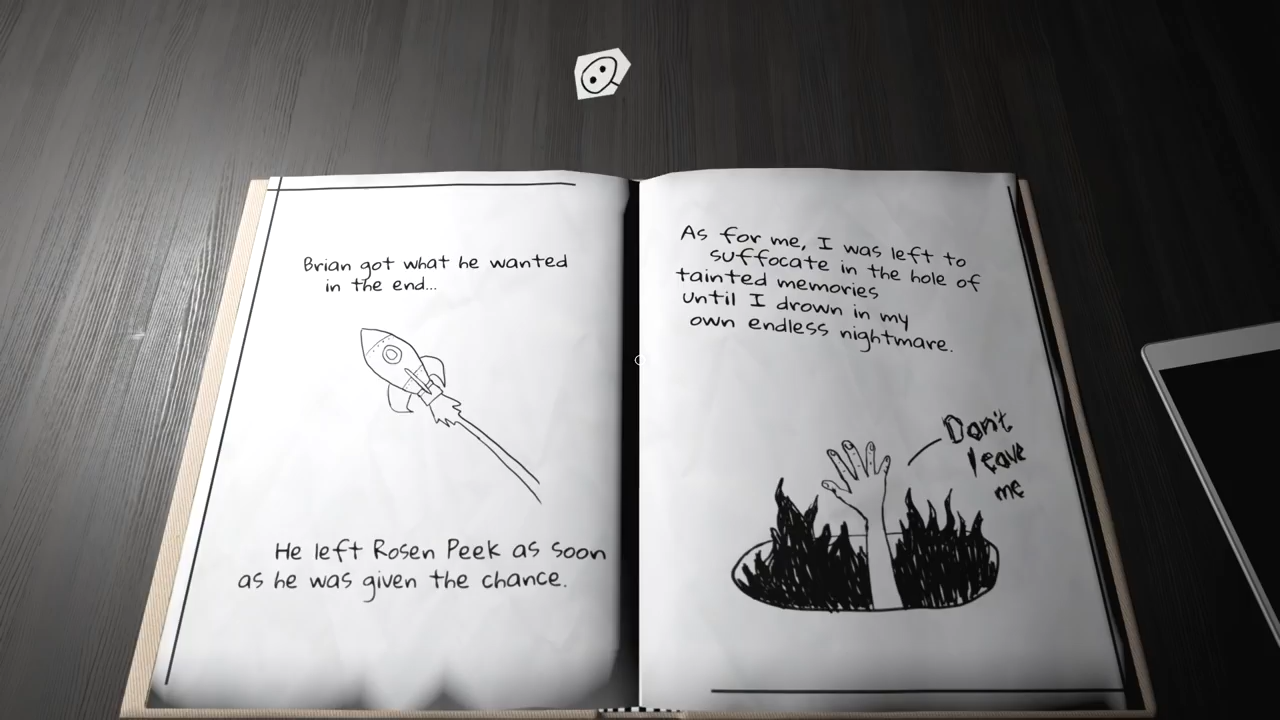 Brian got what he wanted
in the end...
He left Rosen Peek as soon
as he was given the chance.
As for me, I was left to
suffocate in the hole of
tainted memories
until I drown in my
own endless nightmare.
Don't
leave
me